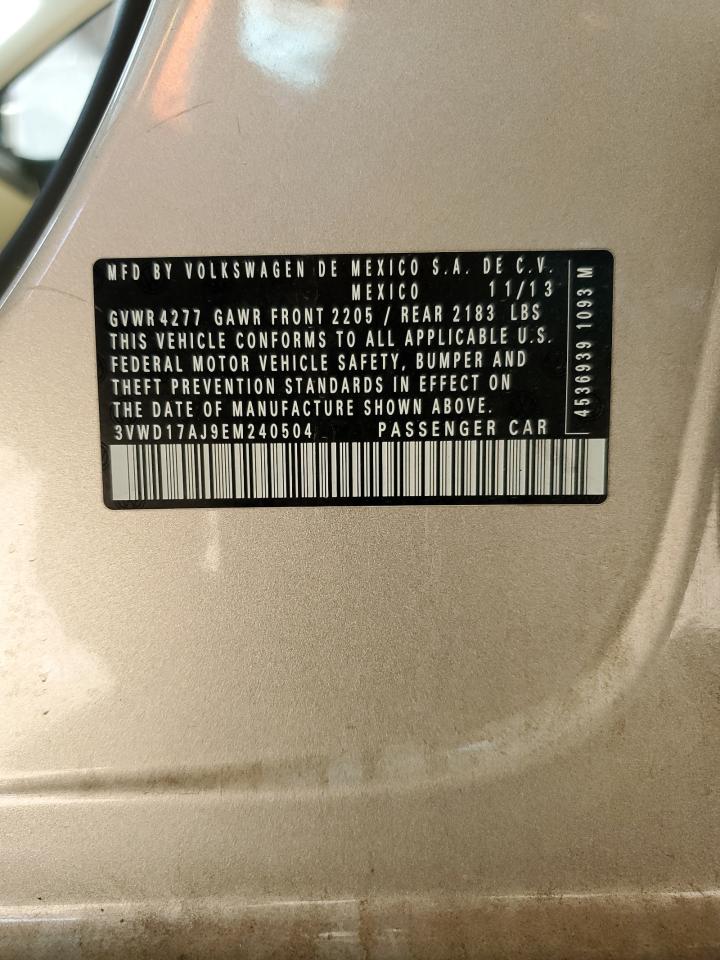 MFD BY VOLKSWAGEN DE MEXICO S.A. DE C.V.
MEXICO 11/13
GVWR 4277 GAWR FRONT 2205 / REAR 2183 LBS
THIS VEHICLE CONFORMS TO ALL APPLICABLE U.S.
FEDERAL MOTOR VEHICLE SAFETY, BUMPER AND
THEFT PREVENTION STANDARDS IN EFFECT ON
THE DATE OF MANUFACTURE SHOWN ABOVE.
3VWD17AJ9EM240504 PASSENGER CAR
4536939 1093 M